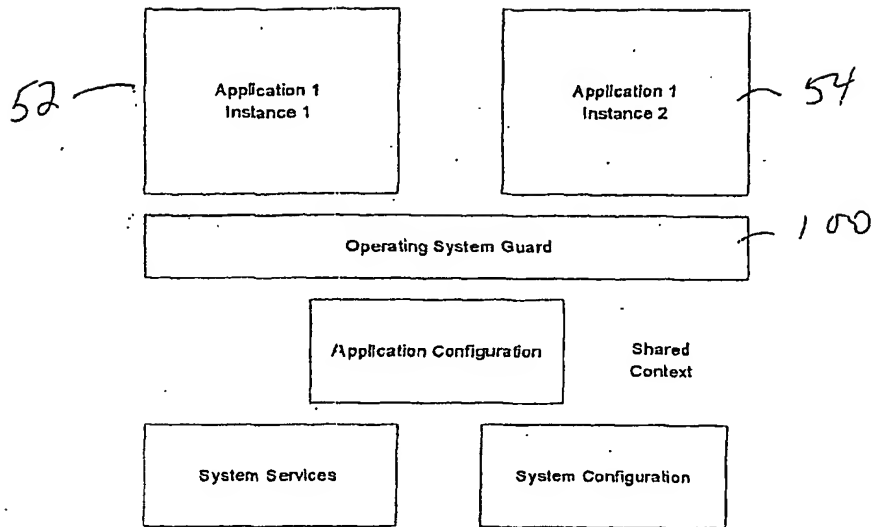 52
Application 1
Instance 1
Application 1
Instance 2
54
Operating System Guard
100
Application Configuration
Shared
Context
System Services
System Configuration